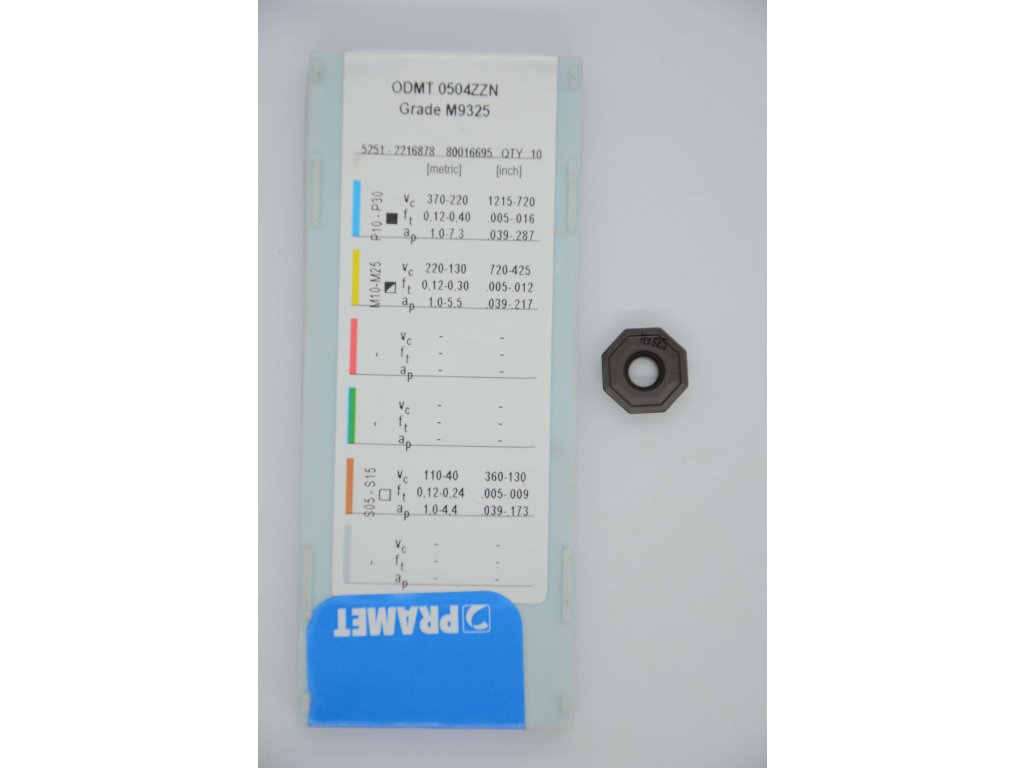 ODMT 0504ZZN
Grade M9325
5251 - 2216878 80016695 QTY 10
[metric] [inch]
P10 - P30
vc 370-220 1215-720
ft 0,12-0,40 .005-.016
ap 1,0-7,3 .039-.287
M10-M25
vc 220-130 720-425
ft 0,12-0,30 .005-.012
ap 1,0-5,5 .039-.217
vc - -
ft - -
ap - -
vc - -
ft - -
ap - -
S05 - S15
vc 110-40 360-130
ft 0,12-0,24 .005-.009
ap 1,0-4,4 .039-.173
vc - -
ft - -
ap - -
PRAMET
M9325